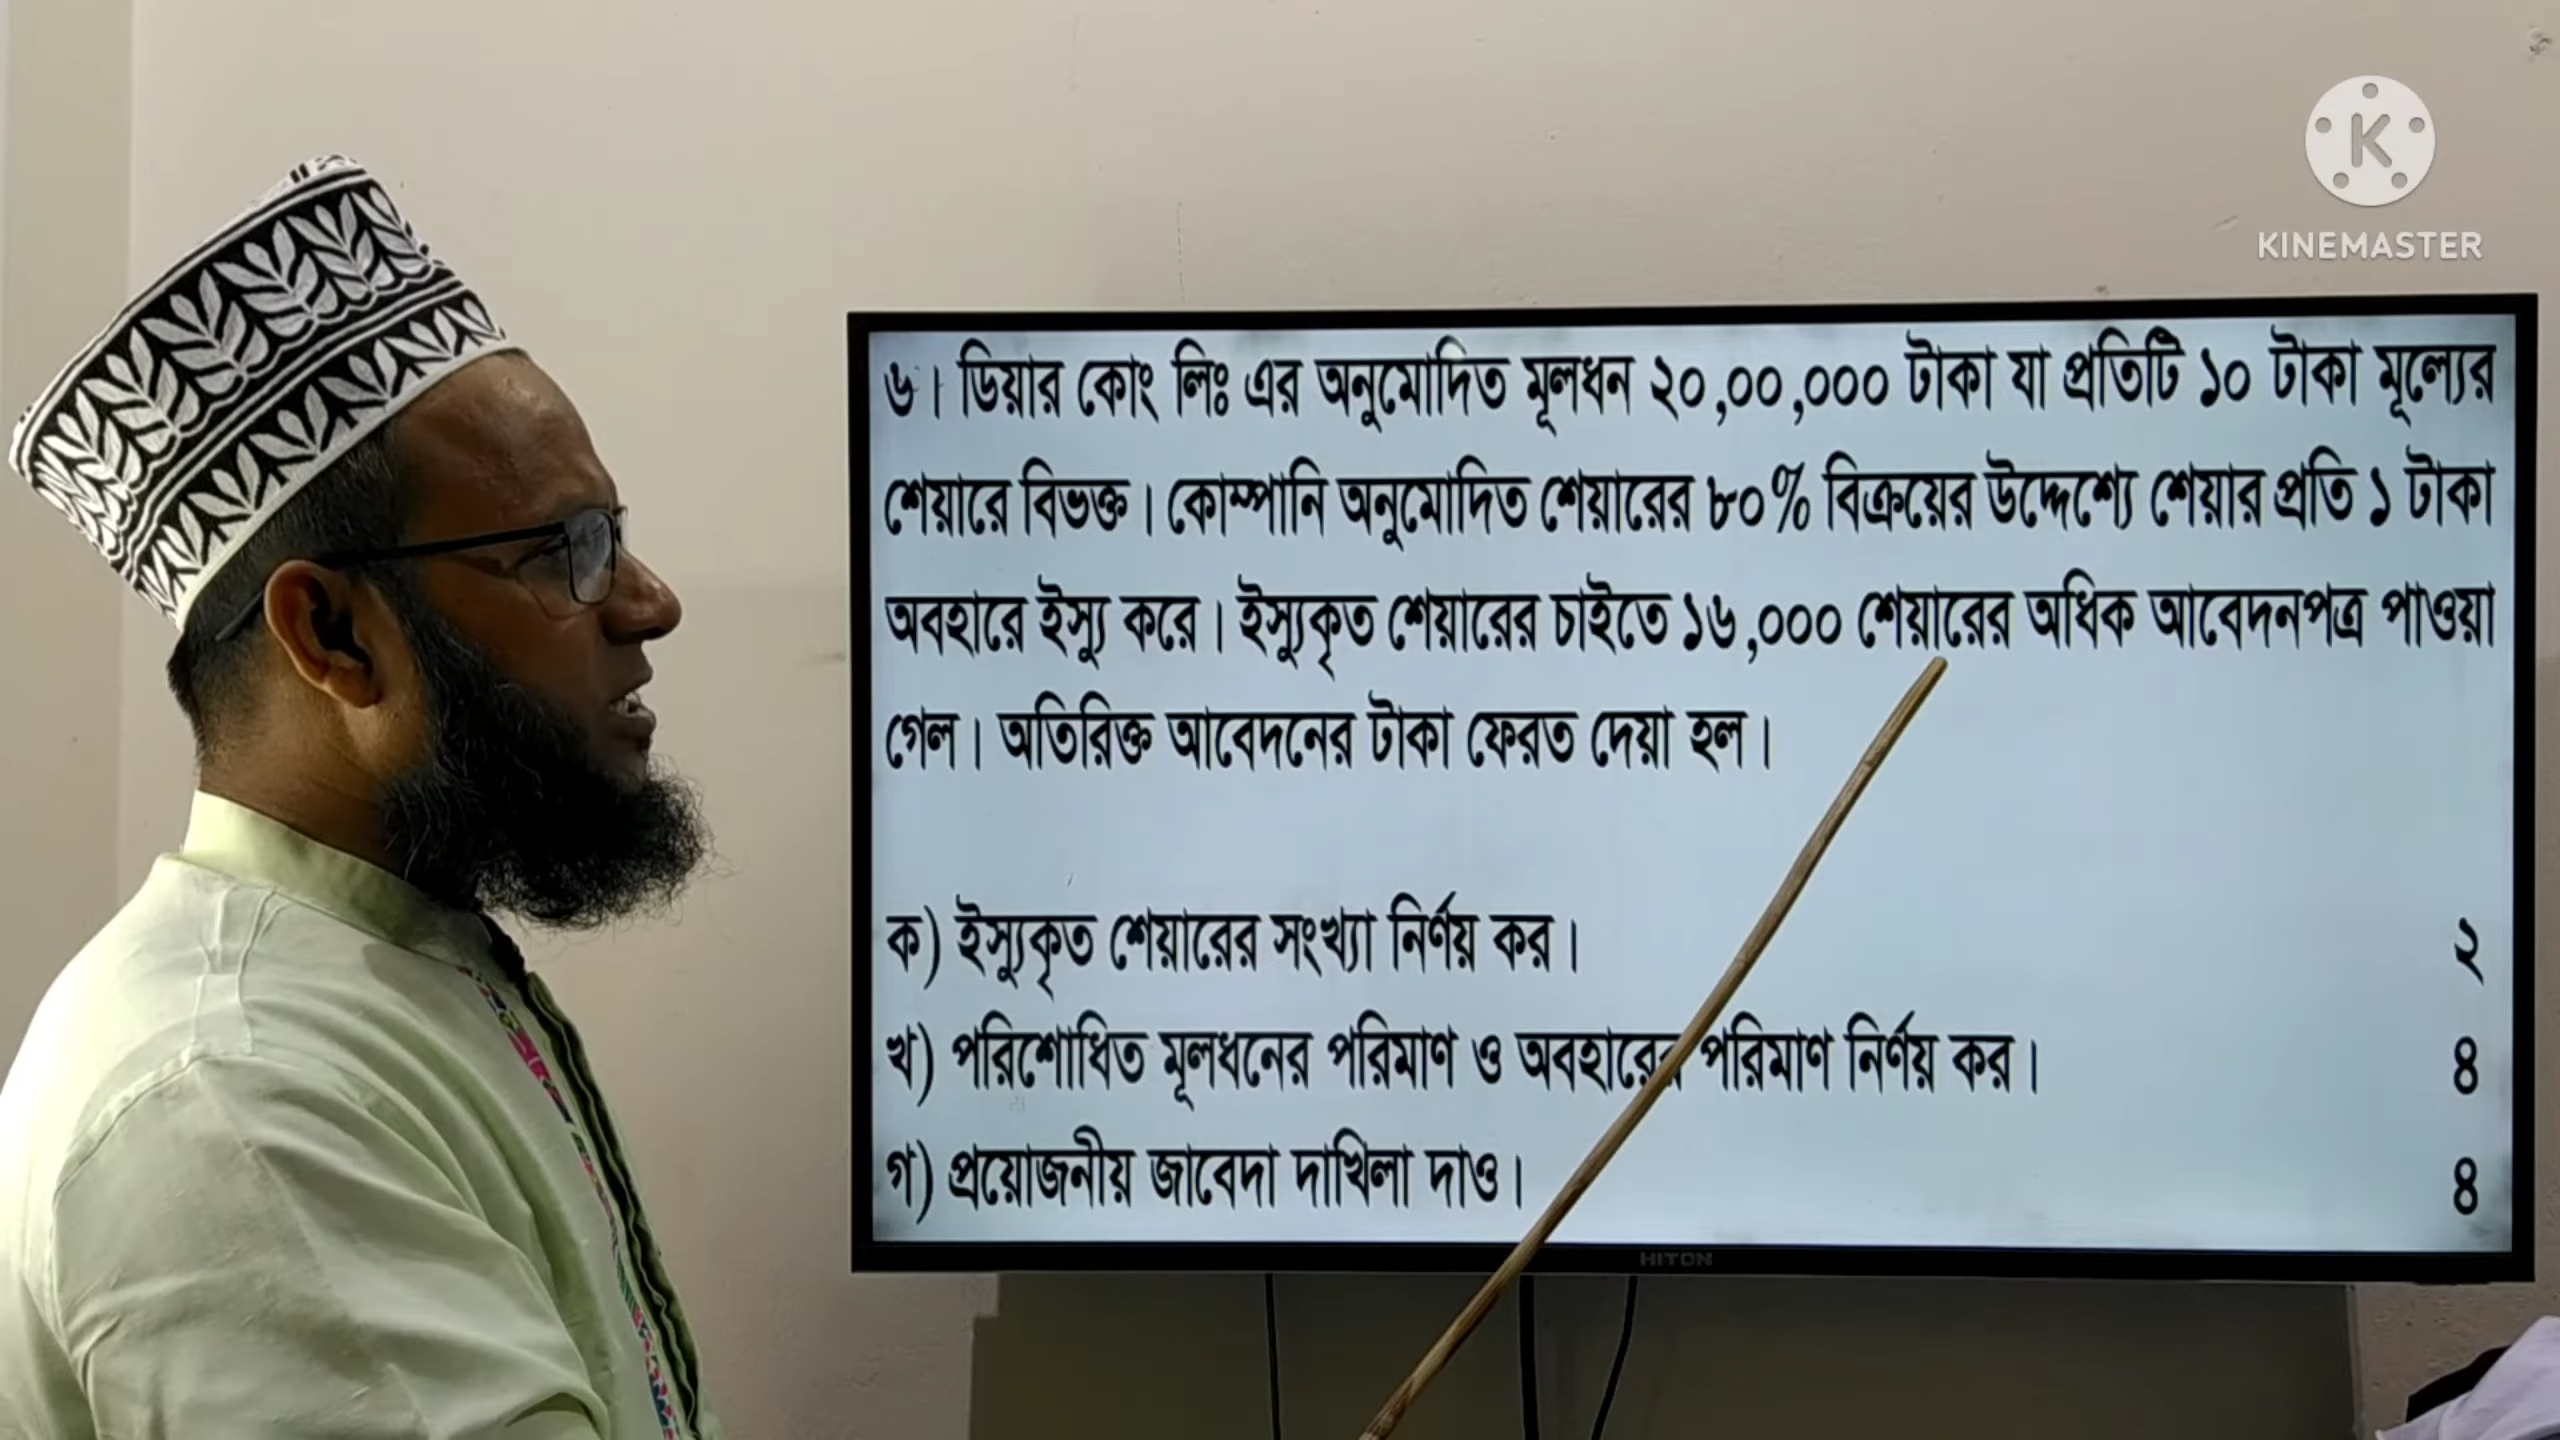 K
KINEMASTER
৬। ডিয়ার কোং লিঃ এর অনুমোদিত মূলধন ২০,০০,০০০ টাকা যা প্রতিটি ১০ টাকা মূল্যের
শেয়ারে বিভক্ত। কোম্পানি অনুমোদিত শেয়ারের ৮০% বিক্রয়ের উদ্দেশ্যে শেয়ার প্রতি ১ টাকা
অবহারে ইস্যু করে। ইস্যুকৃত শেয়ারের চাইতে ১৬,০০০ শেয়ারের অধিক আবেদনপত্র পাওয়া
গেল। অতিরিক্ত আবেদনের টাকা ফেরত দেয়া হল।
ক) ইস্যুকৃত শেয়ারের সংখ্যা নির্ণয় কর। ২
খ) পরিশোধিত মূলধনের পরিমাণ ও অবহারের পরিমাণ নির্ণয় কর। ৪
গ) প্রয়োজনীয় জাবেদা দাখিলা দাও। ৪
HITON